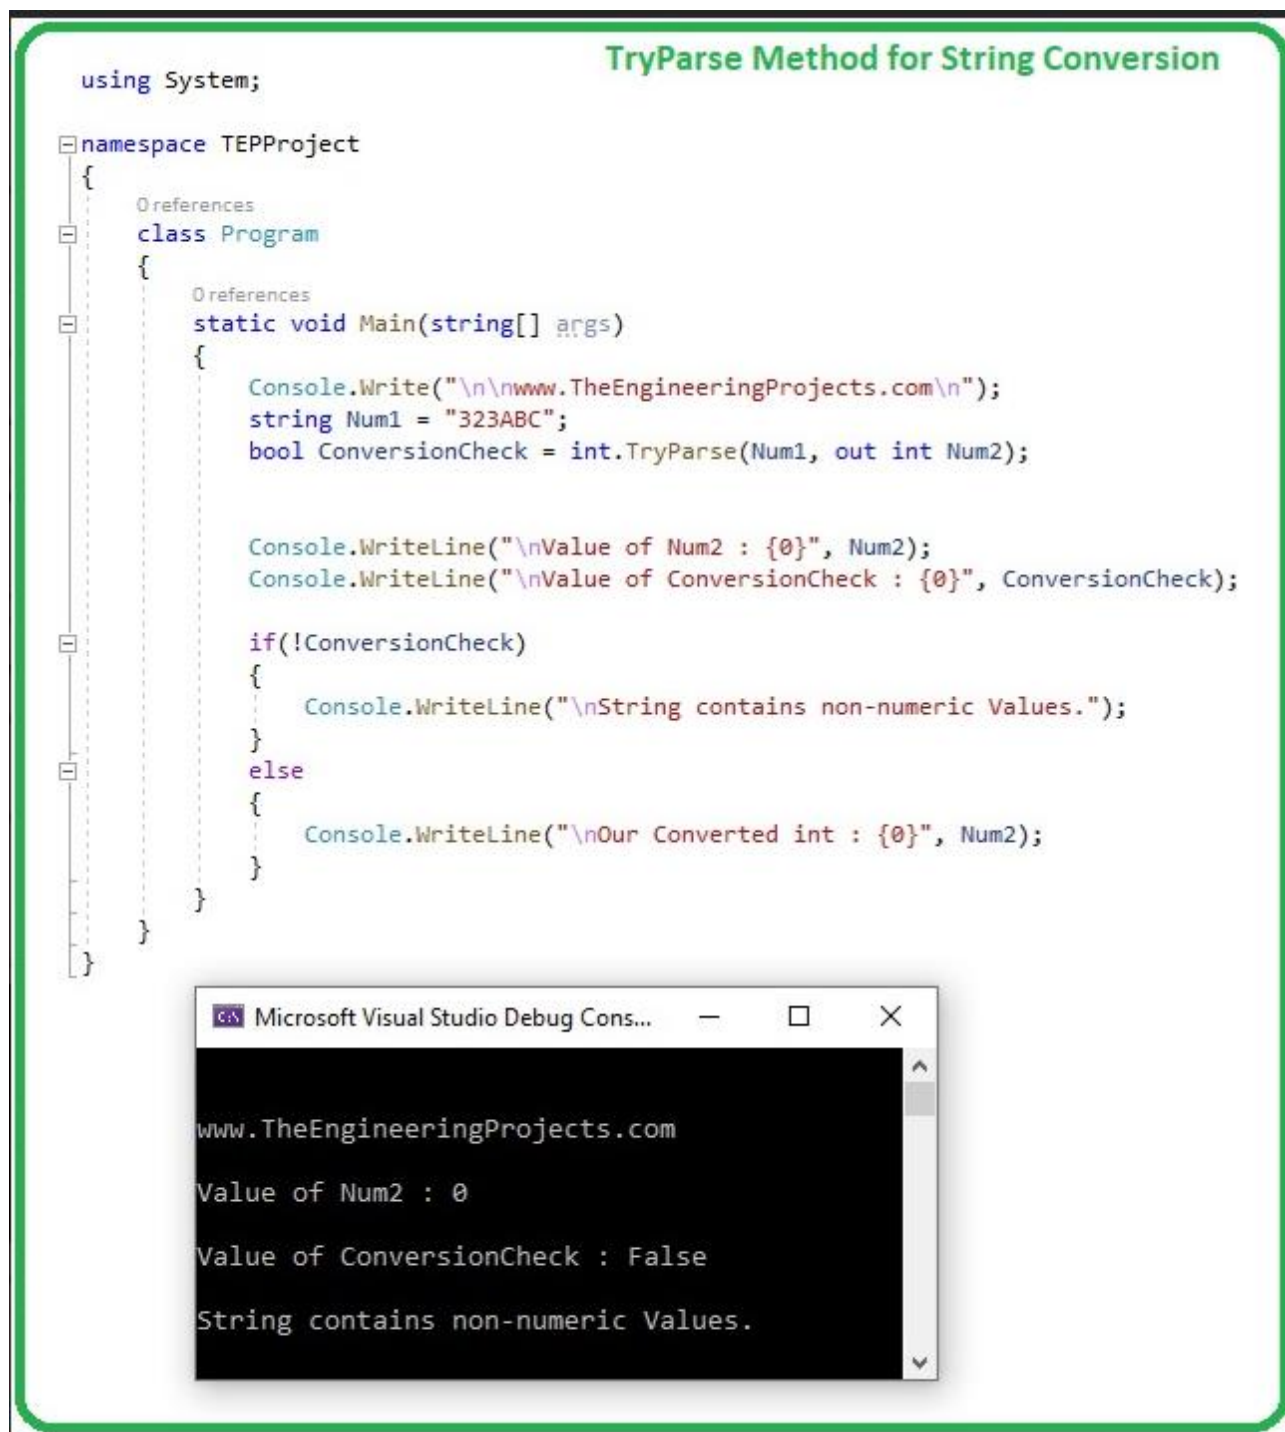 TryParse Method for String Conversion
using System;
namespace TEPProject
{
0 references
class Program
{
0 references
static void Main(string[] args)
{
Console.Write("\n\nwww.TheEngineeringProjects.com\n");
string Num1 = "323ABC";
bool ConversionCheck = int.TryParse(Num1, out int Num2);
Console.WriteLine("\nValue of Num2 : {0}", Num2);
Console.WriteLine("\nValue of ConversionCheck : {0}", ConversionCheck);
if(!ConversionCheck)
{
Console.WriteLine("\nString contains non-numeric Values.");
}
else
{
Console.WriteLine("\nOur Converted int : {0}", Num2);
}
}
}
}
Microsoft Visual Studio Debug Cons...
www.TheEngineeringProjects.com
Value of Num2 : 0
Value of ConversionCheck : False
String contains non-numeric Values.